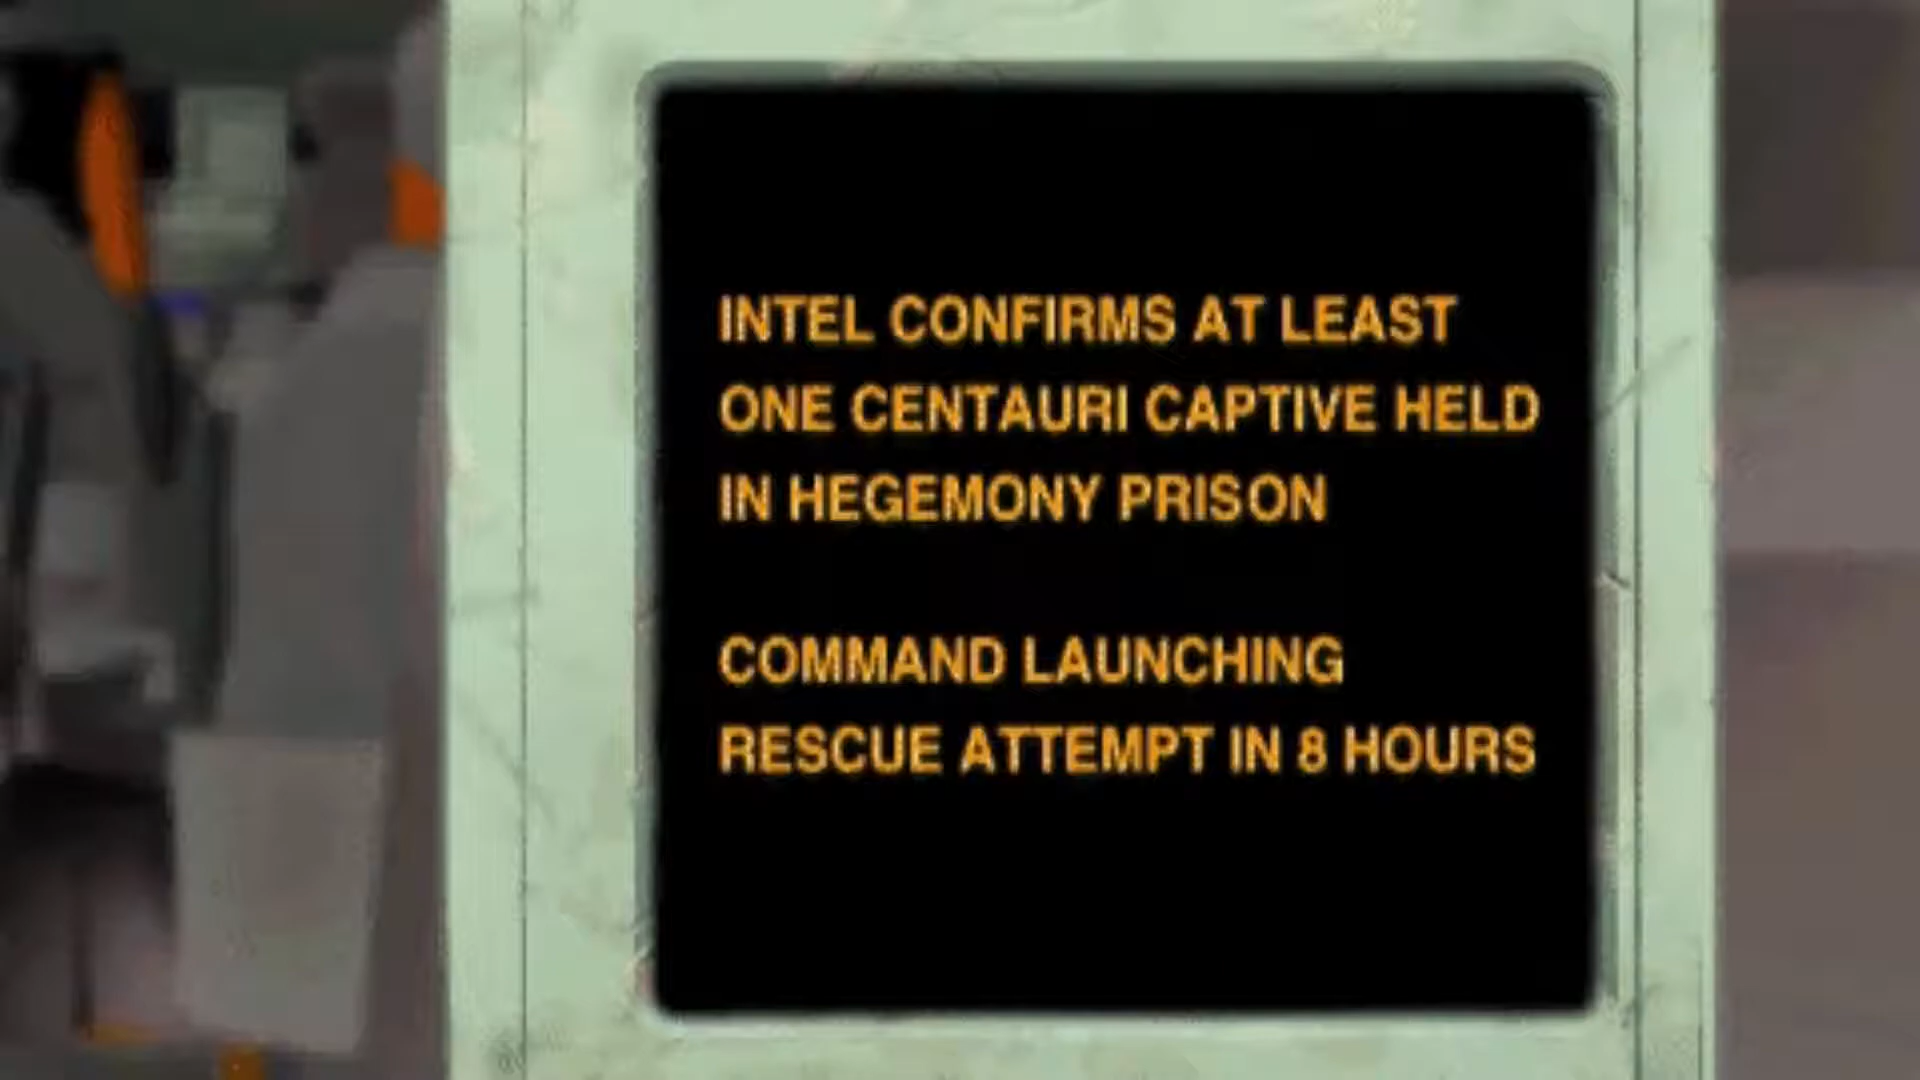 INTEL CONFIRMS AT LEAST
ONE CENTAURI CAPTIVE HELD
IN HEGEMONY PRISON
COMMAND LAUNCHING
RESCUE ATTEMPT IN 8 HOURS